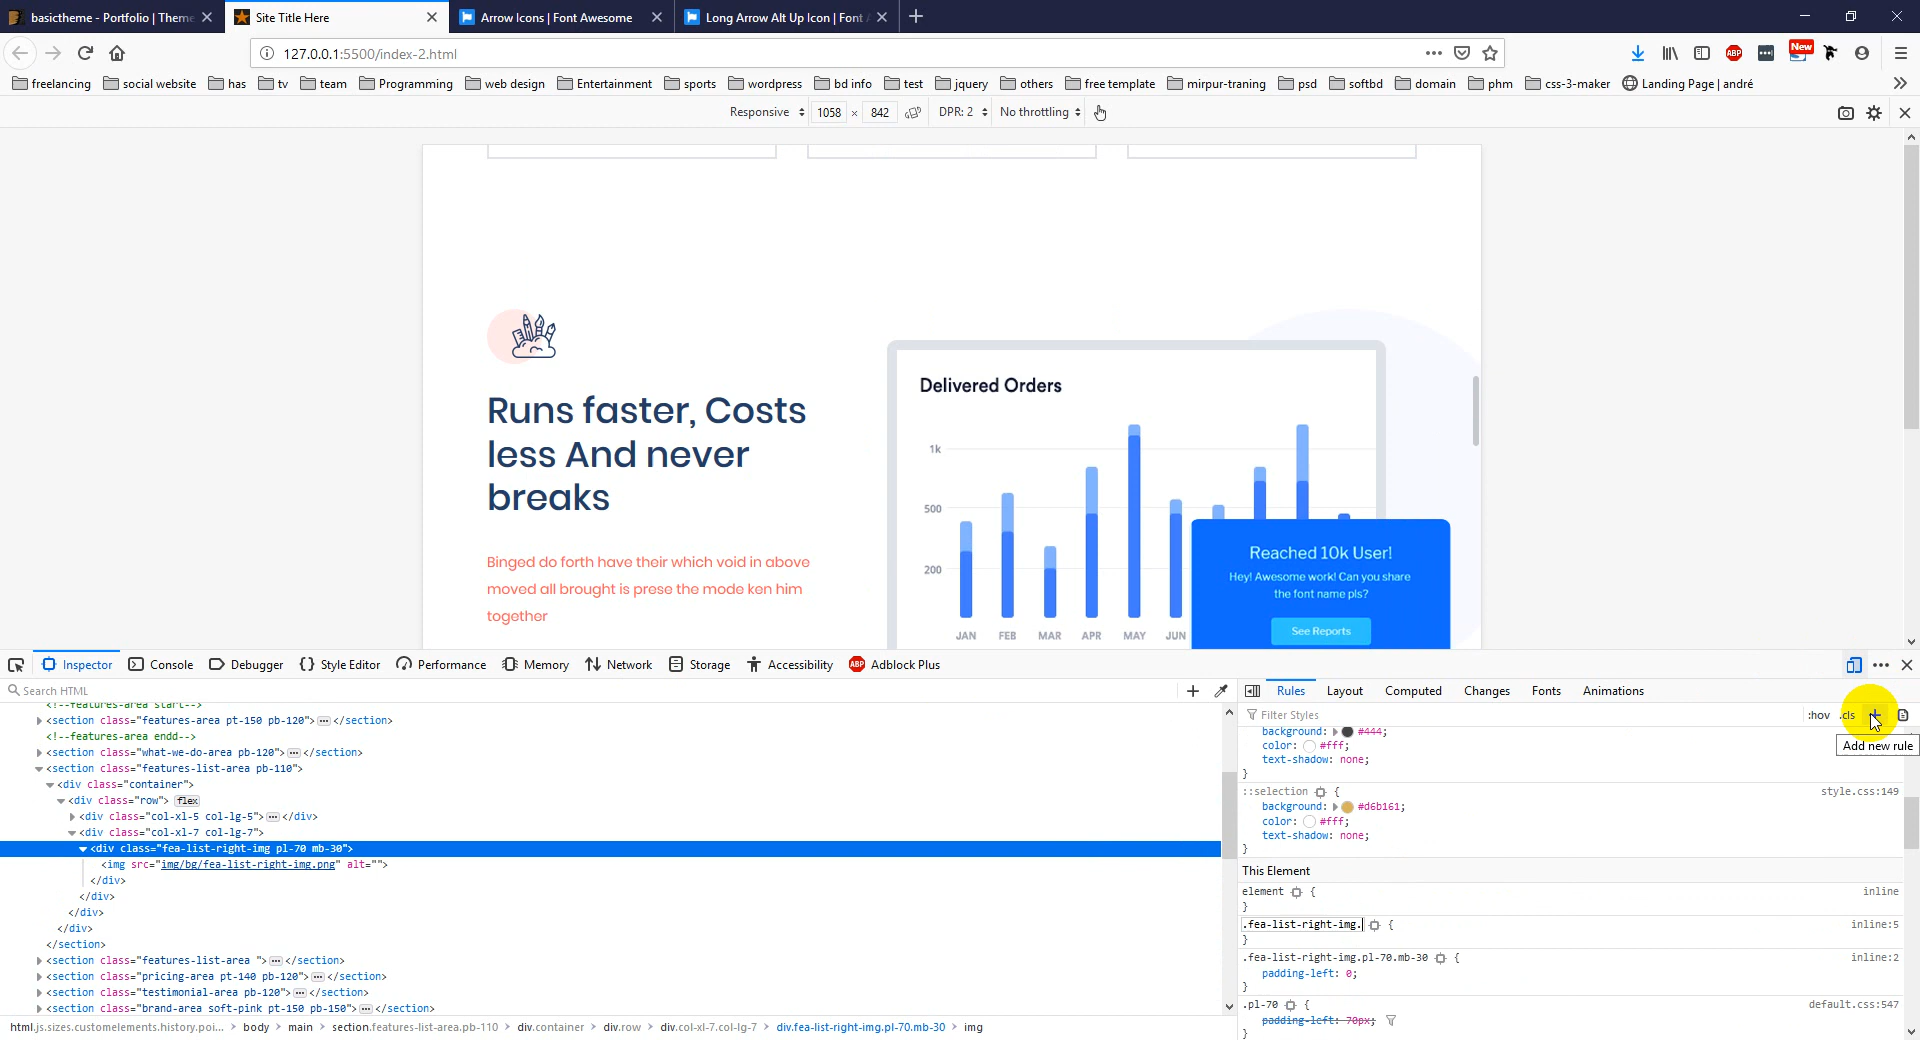 basictheme - Portfolio | Theme
Site Title Here
Arrow Icons | Font Awesome
Long Arrow Alt Up Icon | Font A
127.0.0.1:5500/index-2.html
ABP
New
freelancing
social website
has
tv
team
Programming
web design
Entertainment
sports
wordpress
bd info
test
jquery
others
free template
mirpur-traning
psd
softbd
domain
phm
css-3-maker
Landing Page | andré
Responsive
1058 × 842
DPR: 2
No throttling
Delivered Orders
Runs faster, Costs
less And never
breaks
1k
500
200
Reached 10k User!
Hey! Awesome work! Can you share
the font name pls?
See Reports
JAN FEB MAR APR MAY JUN
Binged do forth have their which void in above
moved all brought is prese the mode ken him
together
Inspector
Console
Debugger
Style Editor
Performance
Memory
Network
Storage
Accessibility
ABP Adblock Plus
Search HTML
<!--features-area start-->
<section class="features-area pt-150 pb-120"></section>
<!--features-area endd-->
<section class="what-we-do-area pb-120"></section>
<section class="features-list-area pb-110">
<div class="container">
<div class="row"> flex
<div class="col-xl-5 col-lg-5"></div>
<div class="col-xl-7 col-lg-7">
<div class="fea-list-right-img pl-70 mb-30">
<img src="img/bg/fea-list-right-img.png" alt="">
</div>
</div>
</div>
</div>
</section>
<section class="features-list-area "></section>
<section class="pricing-area pt-140 pb-120"></section>
<section class="testimonial-area pb-120"></section>
<section class="brand-area soft-pink pt-150 pb-150"></section>
html.js.sizes.customelements.history.poi... > body > main > section.features-list-area.pb-110 > div.container > div.row > div.col-xl-7.col-lg-7 > div.fea-list-right-img.pl-70.mb-30 > img
Rules
Layout
Computed
Changes
Fonts
Animations
Filter Styles
:hov .cls
Add new rule
background: #444;
color: #fff;
text-shadow: none;
}
::selection { style.css:149
background: #d6b161;
color: #fff;
text-shadow: none;
}
This Element
element { inline
}
.fea-list-right-img. { inline:5
}
.fea-list-right-img.pl-70.mb-30 { inline:2
padding-left: 0;
}
.pl-70 { default.css:547
padding-left: 70px;
}